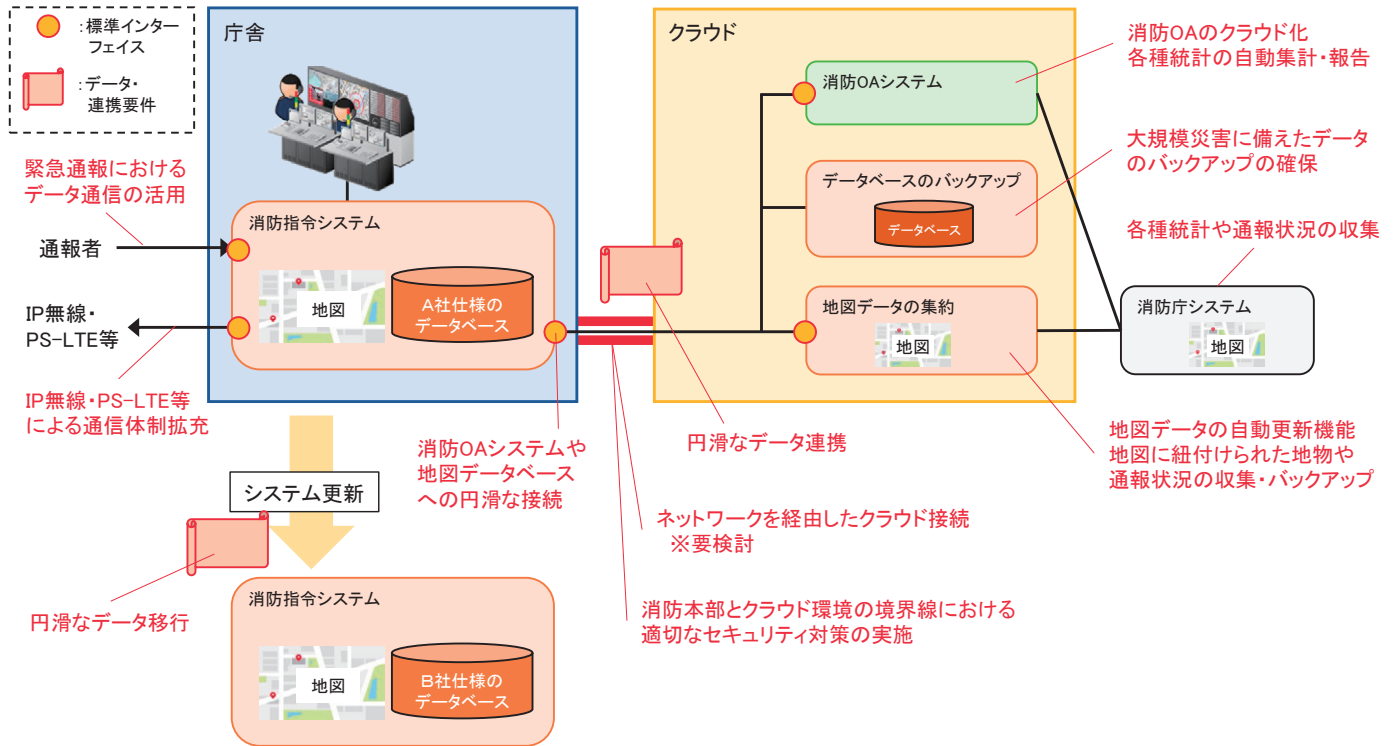 :標準インター
フェイス
:データ・
連携要件
庁舎
クラウド
消防OAのクラウド化
各種統計の自動集計・報告
消防OAシステム
大規模災害に備えたデータ
のバックアップの確保
緊急通報における
データ通信の活用
データベースのバックアップ
データベース
消防指令システム
通報者
各種統計や通報状況の収集
地図
A社仕様の
データベース
IP無線・
PS-LTE等
地図データの集約
地図
消防庁システム
地図
IP無線・PS-LTE等
による通信体制拡充
円滑なデータ連携
消防OAシステムや
地図データベース
への円滑な接続
地図データの自動更新機能
地図に紐付けられた地物や
通報状況の収集・バックアップ
システム更新
ネットワークを経由したクラウド接続
※要検討
円滑なデータ移行
消防本部とクラウド環境の境界線における
適切なセキュリティ対策の実施
消防指令システム
地図
B社仕様の
データベース